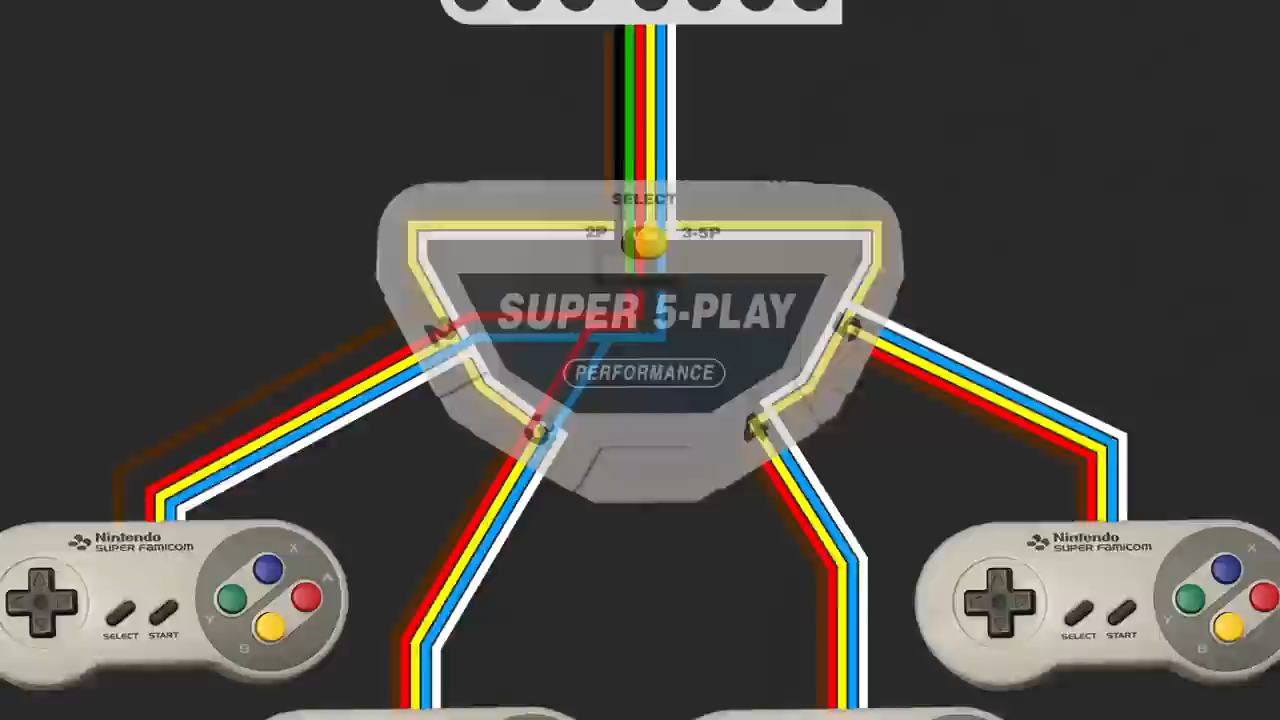 SELECT
2P 3-5P
SUPER 5-PLAY
PERFORMANCE
Nintendo
SUPER FAMICOM
X
A
Y
B
SELECT START
Nintendo
SUPER FAMICOM
X
Y
B
SELECT START